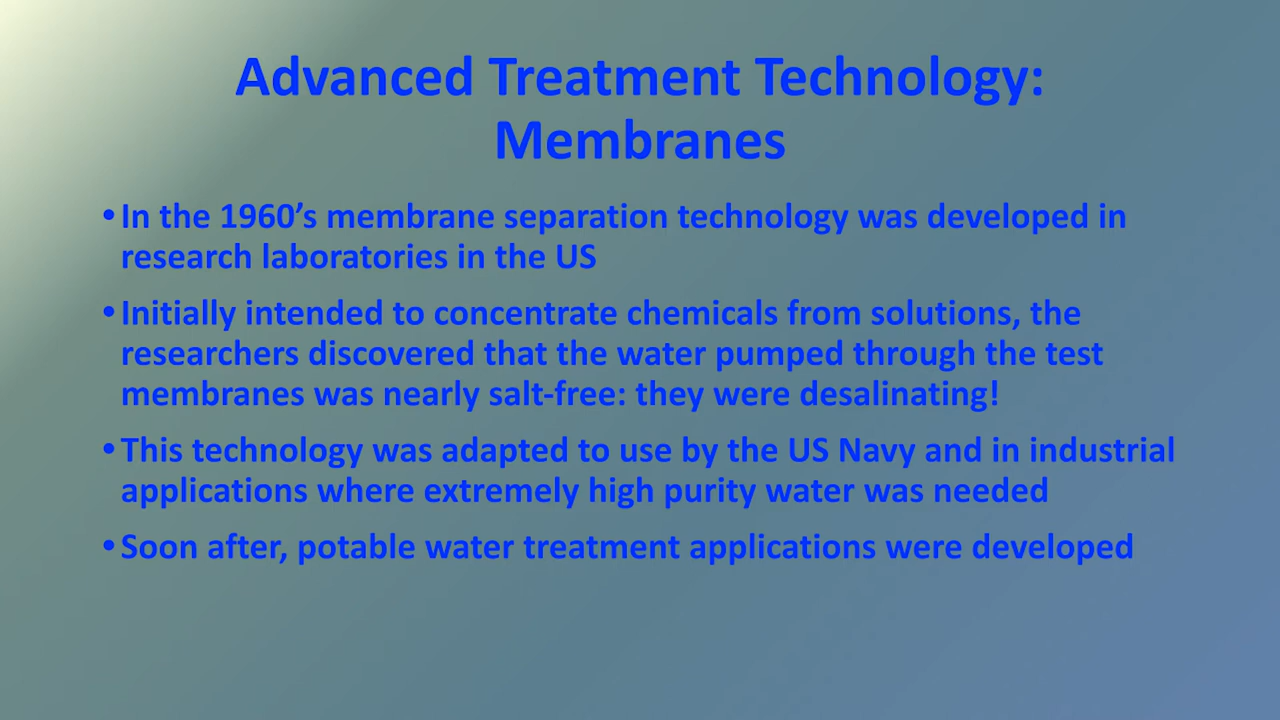 Advanced Treatment Technology:
Membranes
• In the 1960’s membrane separation technology was developed in
research laboratories in the US
• Initially intended to concentrate chemicals from solutions, the
researchers discovered that the water pumped through the test
membranes was nearly salt-free: they were desalinating!
• This technology was adapted to use by the US Navy and in industrial
applications where extremely high purity water was needed
• Soon after, potable water treatment applications were developed